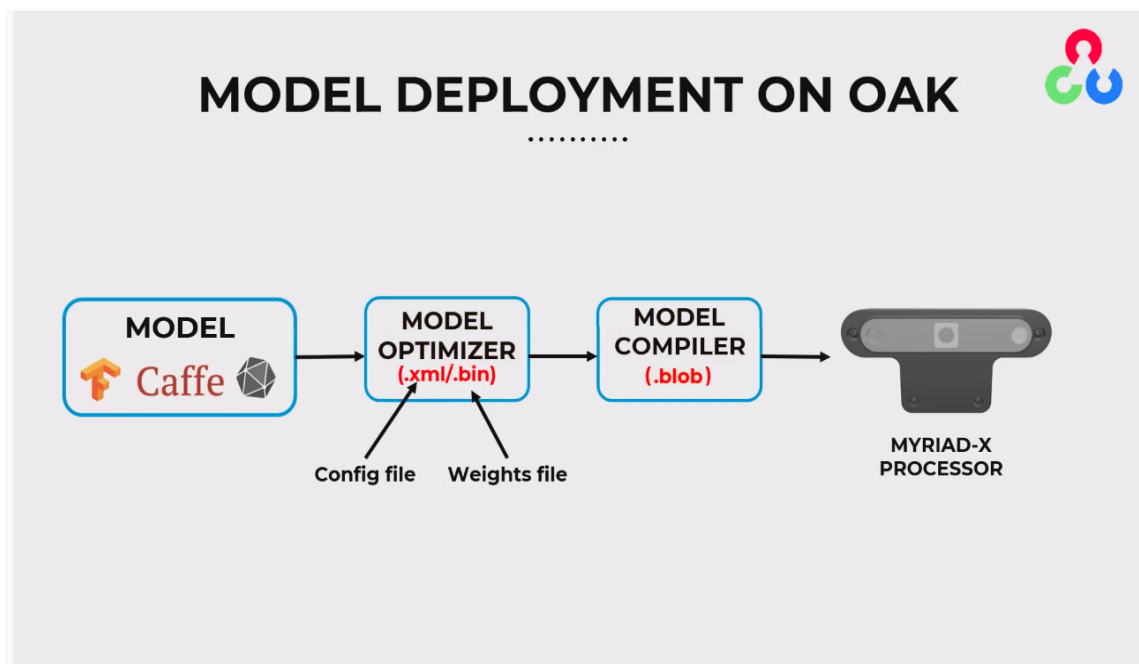 MODEL DEPLOYMENT ON OAK
MODEL
Caffe
MODEL
OPTIMIZER
(.xml/.bin)
Config file
Weights file
MODEL
COMPILER
(.blob)
MYRIAD-X
PROCESSOR